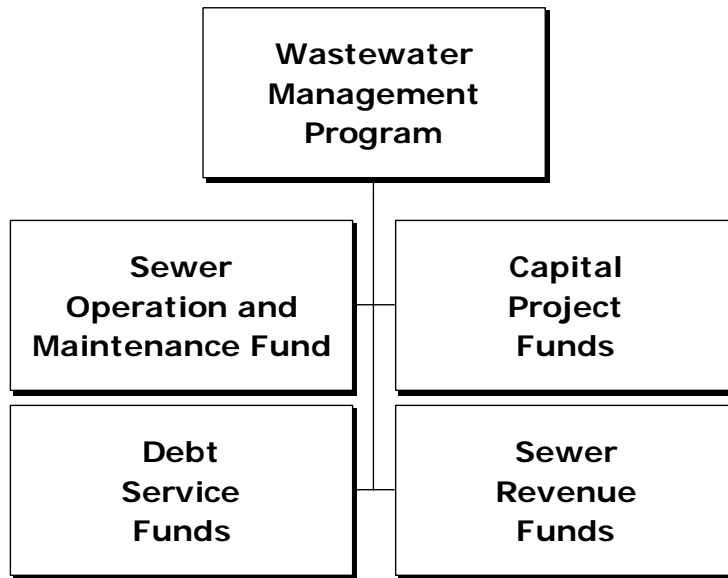 Wastewater
Management
Program
Sewer
Operation and
Maintenance Fund
Capital
Project
Funds
Debt
Service
Funds
Sewer
Revenue
Funds